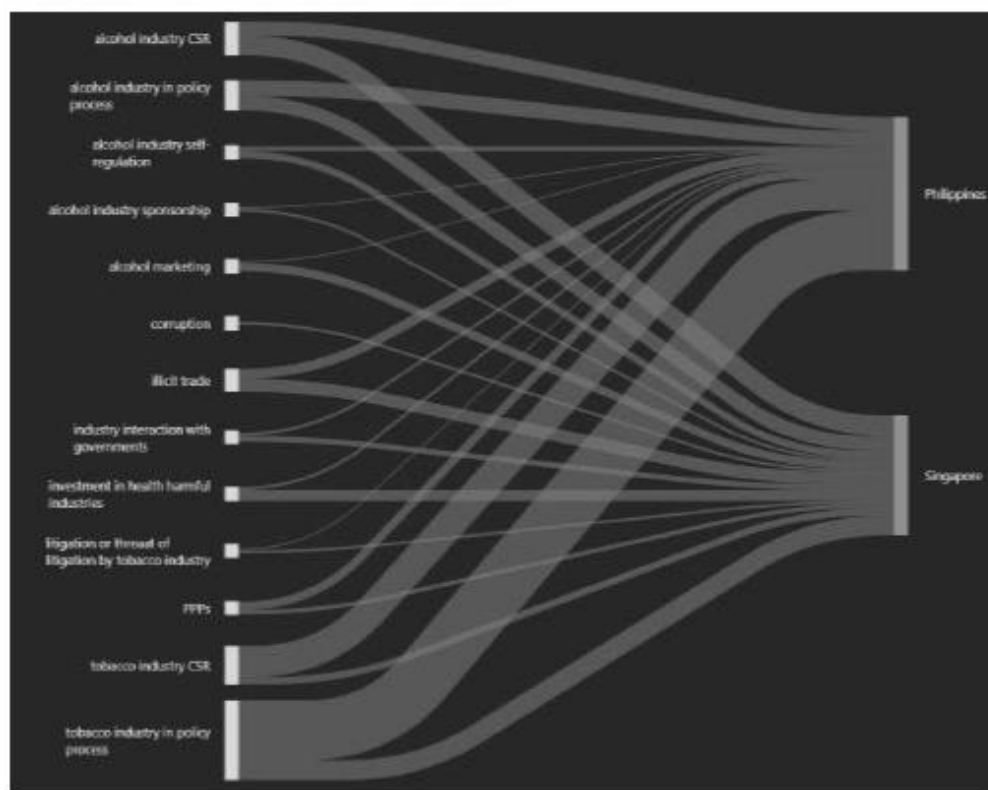 alcohol industry CSR
alcohol industry in policy
process
alcohol industry self-
regulation
alcohol industry sponsorship
alcohol marketing
corruption
illicit trade
industry interaction with
governments
investment in health harmful
industries
litigation or threat of
litigation by tobacco industry
PPPs
tobacco industry CSR
tobacco industry in policy
process
Philippines
Singapore